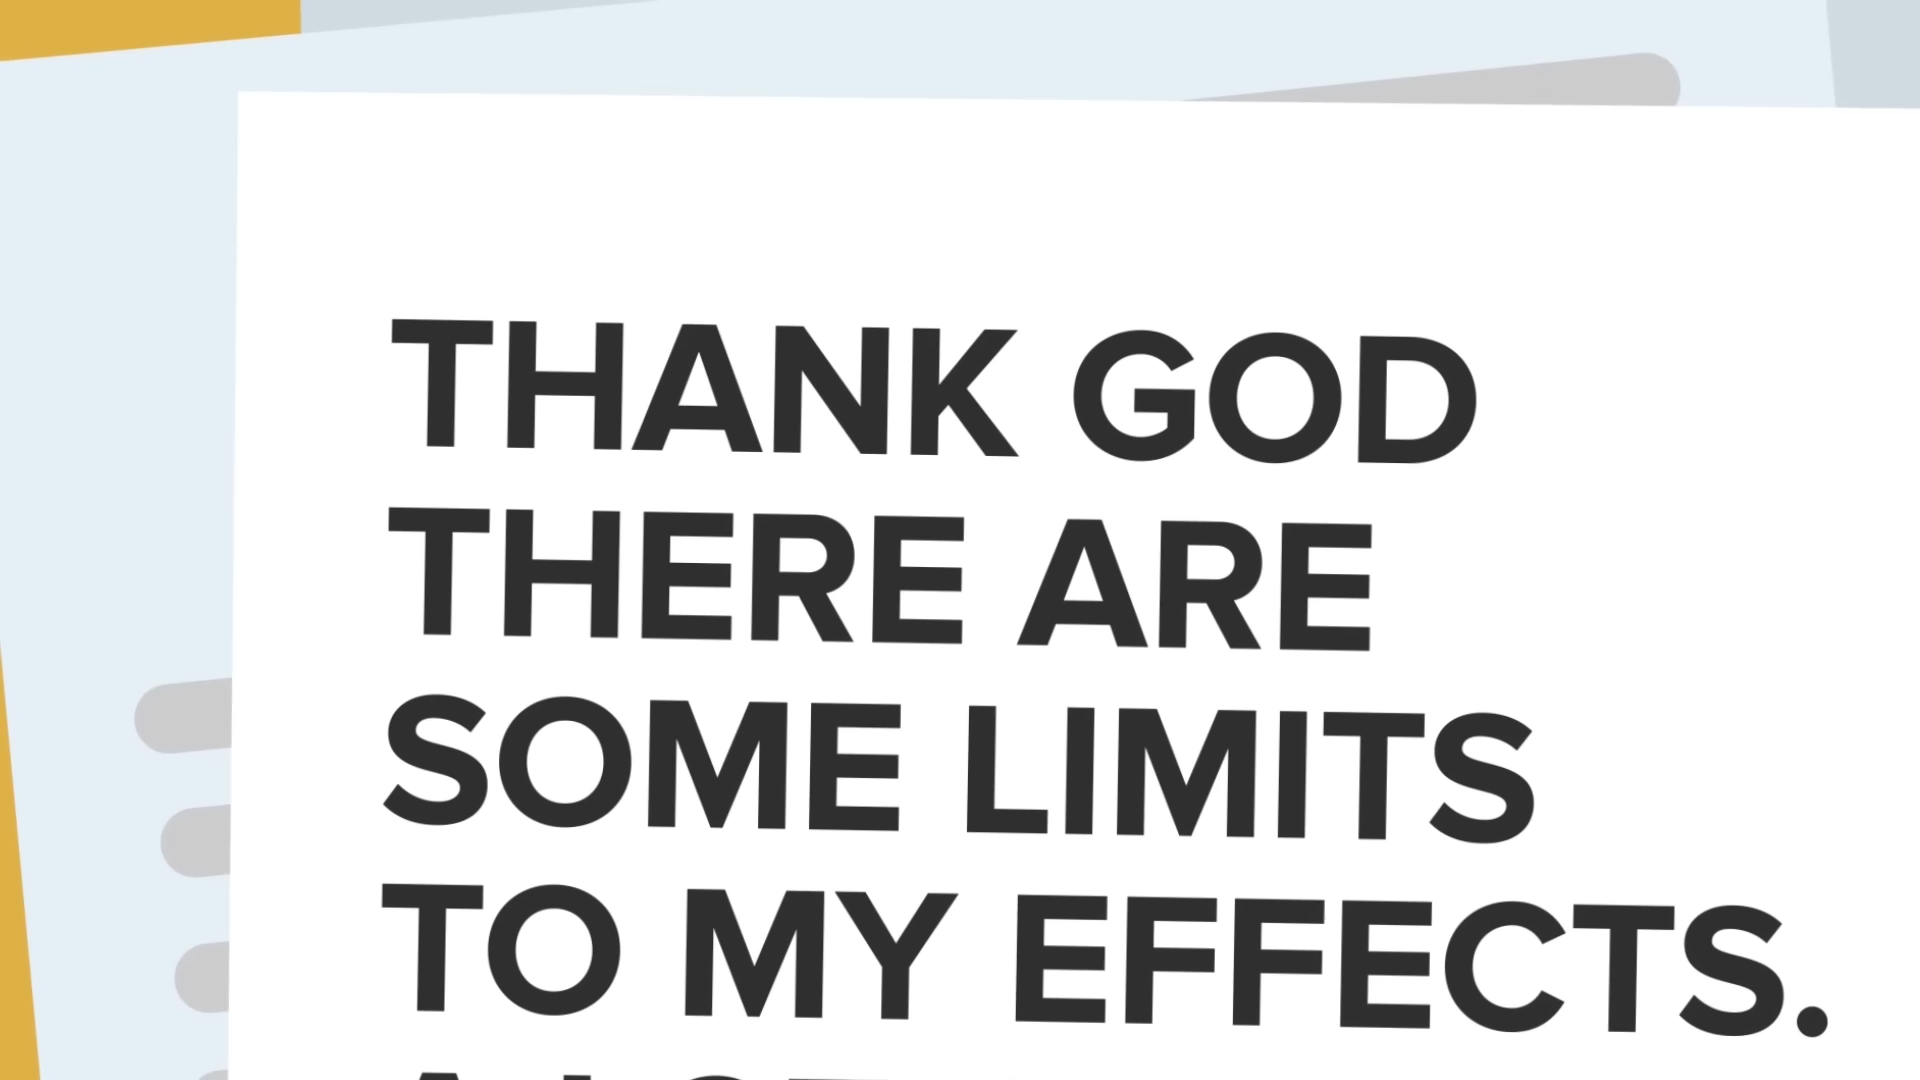 THANK GOD
THERE ARE
SOME LIMITS
TO MY EFFECTS.